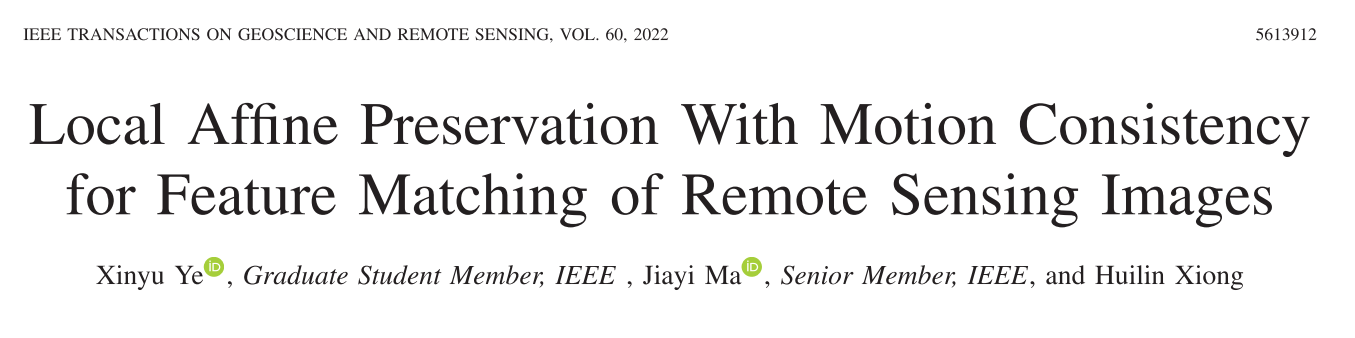 IEEE TRANSACTIONS ON GEOSCIENCE AND REMOTE SENSING, VOL. 60, 2022 5613912
Local Affine Preservation With Motion Consistency
for Feature Matching of Remote Sensing Images
Xinyu Ye iD, Graduate Student Member, IEEE , Jiayi Ma iD, Senior Member, IEEE, and Huilin Xiong